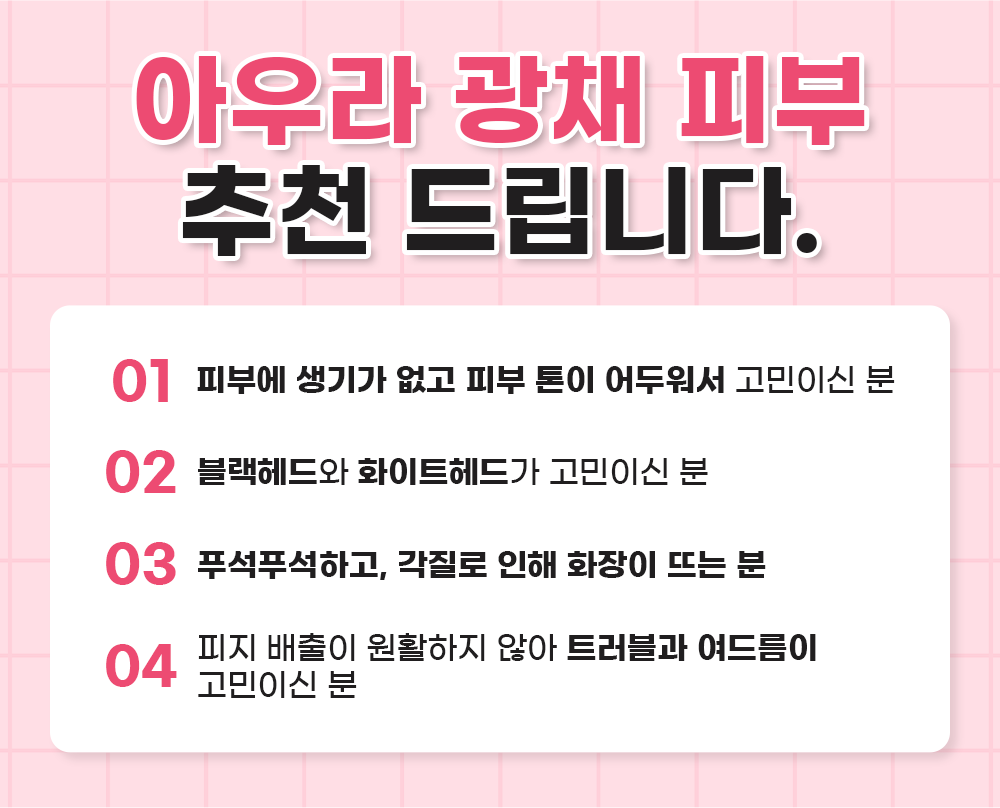 아우라 광채 피부
추천 드립니다.
01 피부에 생기가 없고 피부 톤이 어두워서 고민이신 분
02 블랙헤드와 화이트헤드가 고민이신 분
03 푸석푸석하고, 각질로 인해 화장이 뜨는 분
04 피지 배출이 원활하지 않아 트러블과 여드름이
고민이신 분